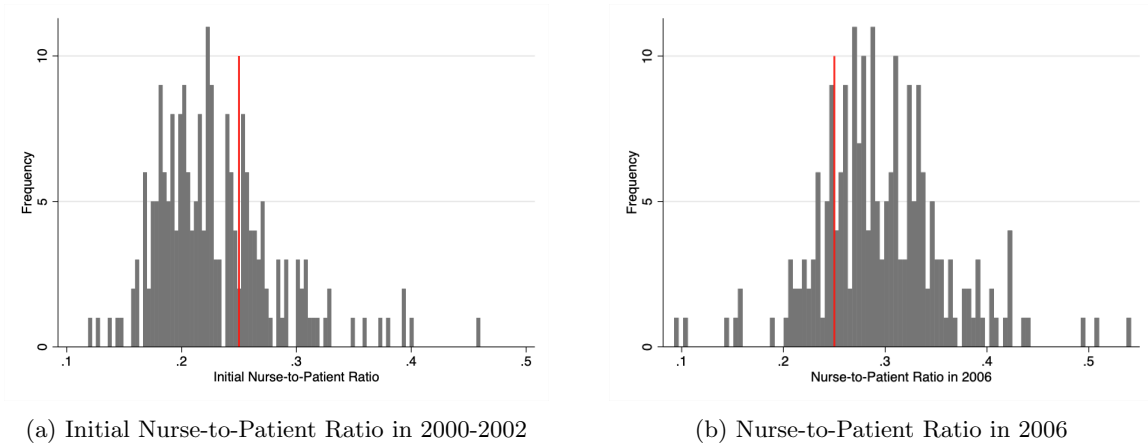 10
5
0
Frequency
.1 .2 .3 .4 .5
Initial Nurse-to-Patient Ratio
(a) Initial Nurse-to-Patient Ratio in 2000-2002
10
5
0
Frequency
.1 .2 .3 .4 .5
Nurse-to-Patient Ratio in 2006
(b) Nurse-to-Patient Ratio in 2006